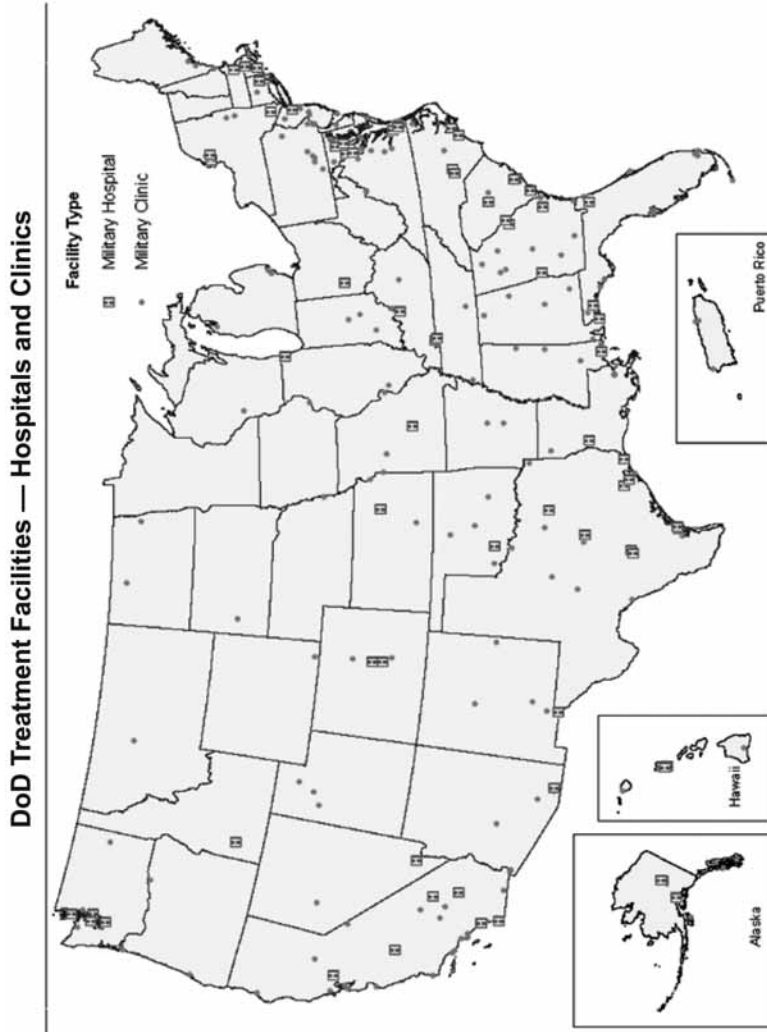 DoD Treatment Facilities — Hospitals and Clinics
Facility Type
Military Hospital
Military Clinic
Alaska
Hawaii
Puerto Rico